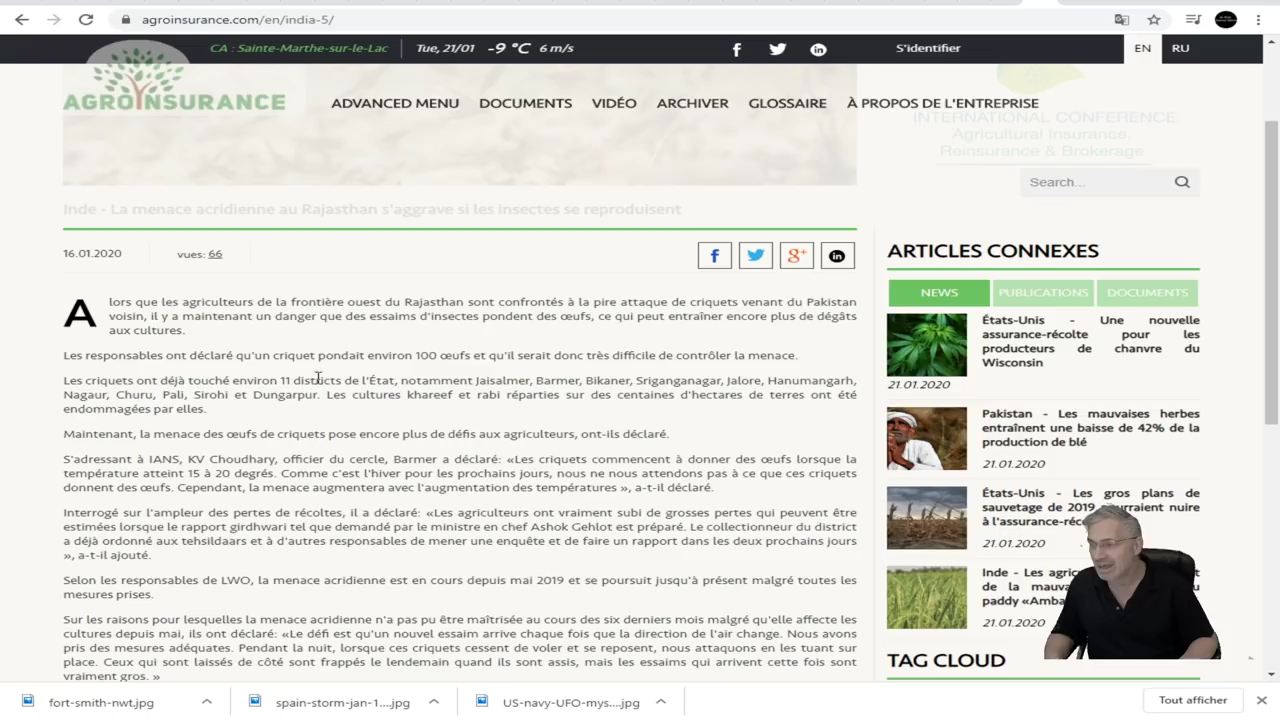 agroinsurance.com/en/india-5/
CA : Sainte-Marthe-sur-le-Lac
Tue, 21/01 -9 °C 6 m/s
S'identifier
EN
RU
AGROINSURANCE
ADVANCED MENU DOCUMENTS VIDÉO ARCHIVER GLOSSAIRE À PROPOS DE L'ENTREPRISE
INTERNATIONAL CONFERENCE
Agricultural Insurance.
Reinsurance & Brokerage
Search...
Inde - La menace acridienne au Rajasthan s'aggrave si les insectes se reproduisent
16.01.2020
vues: 66
Alors que les agriculteurs de la frontière ouest du Rajasthan sont confrontés à la pire attaque de criquets venant du Pakistan
voisin, il y a maintenant un danger que des essaims d'insectes pondent des œufs, ce qui peut entraîner encore plus de dégâts
aux cultures.
Les responsables ont déclaré qu'un criquet pondait environ 100 œufs et qu'il serait donc très difficile de contrôler la menace.
Les criquets ont déjà touché environ 11 districts de l'État, notamment Jaisalmer, Barmer, Bikaner, Sriganganagar, Jalore, Hanumangarh,
Nagaur, Churu, Pali, Sirohi et Dungarpur. Les cultures khareef et rabi réparties sur des centaines d'hectares de terres ont été
endommagées par elles.
Maintenant, la menace des œufs de criquets pose encore plus de défis aux agriculteurs, ont-ils déclaré.
S'adressant à IANS, KV Choudhary, officier du cercle, Barmer a déclaré: «Les criquets commencent à donner des œufs lorsque la
température atteint 15 à 20 degrés. Comme c'est l'hiver pour les prochains jours, nous ne nous attendons pas à ce que ces criquets
donnent des œufs. Cependant, la menace augmentera avec l'augmentation des températures », a-t-il déclaré.
Interrogé sur l'ampleur des pertes de récoltes, il a déclaré: «Les agriculteurs ont vraiment subi de grosses pertes qui peuvent être
estimées lorsque le rapport girdhwari tel que demandé par le ministre en chef Ashok Gehlot est préparé. Le collectionneur du district
a déjà ordonné aux tehsildaars et à d'autres responsables de mener une enquête et de faire un rapport dans les deux prochains jours
», a-t-il ajouté.
Selon les responsables de LWO, la menace acridienne est en cours depuis mai 2019 et se poursuit jusqu'à présent malgré toutes les
mesures prises.
Sur les raisons pour lesquelles la menace acridienne n'a pas pu être maîtrisée au cours des six derniers mois malgré qu'elle affecte les
cultures depuis mai, ils ont déclaré: «Le défi est qu'un nouvel essaim arrive chaque fois que la direction de l'air change. Nous avons
pris des mesures adéquates. Pendant la nuit, lorsque ces criquets cessent de voler et se reposent, nous attaquons en les tuant sur
place. Ceux qui sont laissés de côté sont frappés le lendemain quand ils sont assis, mais les essaims qui arrivent cette fois sont
vraiment gros. »
ARTICLES CONNEXES
NEWS PUBLICATIONS DOCUMENTS
États-Unis - Une nouvelle
assurance-récolte pour les
producteurs de chanvre du
Wisconsin
21.01.2020
Pakistan - Les mauvaises herbes
entraînent une baisse de 42% de la
production de blé
21.01.2020
États-Unis - Les gros plans de
sauvetage de 2019 pourraient nuire
à l'assurance-réc
21.01.2020
Inde - Les agric
de la mauva
paddy «Amba
21.01.202
TAG CLOUD
fort-smith-nwt.jpg
spain-storm-jan-1....jpg
US-navy-UFO-mys....jpg
Tout afficher